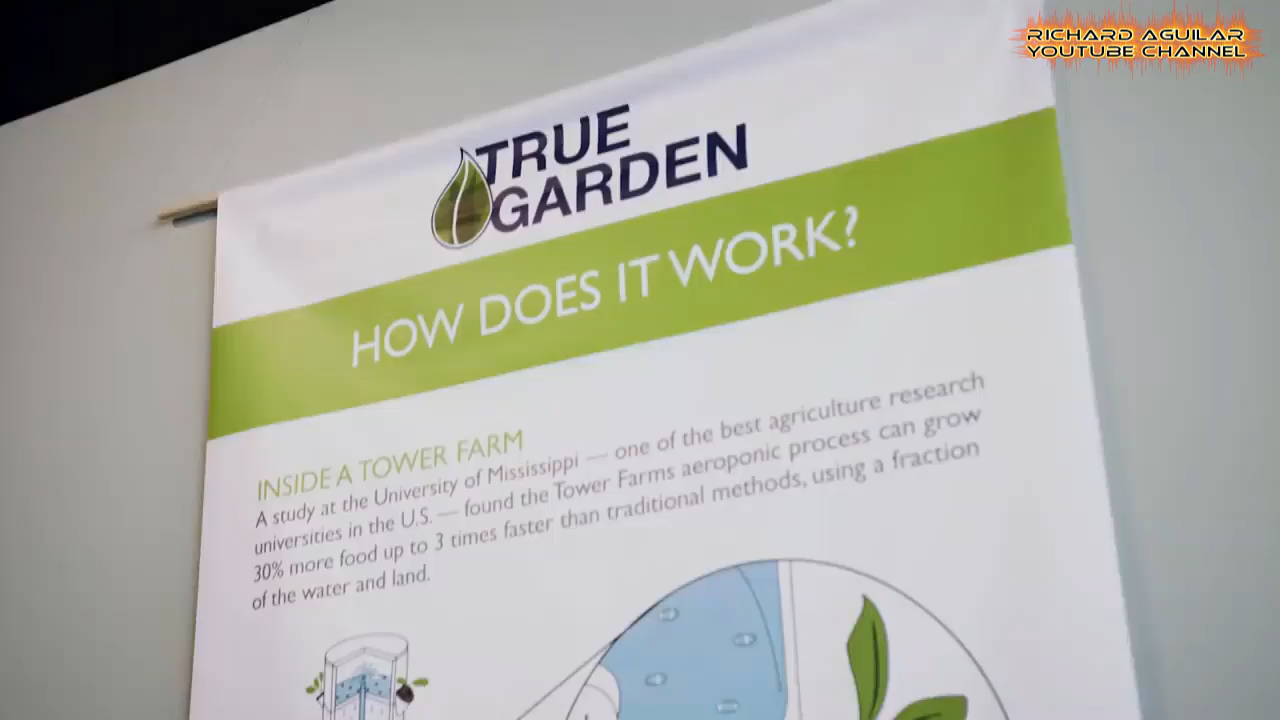 RICHARD AGUILAR
YOUTUBE CHANNEL
TRUE
GARDEN
HOW DOES IT WORK?
INSIDE A TOWER FARM
A study at the University of Mississippi — one of the best agriculture research
universities in the U.S. — found the Tower Farms aeroponic process can grow
30% more food up to 3 times faster than traditional methods, using a fraction
of the water and land.